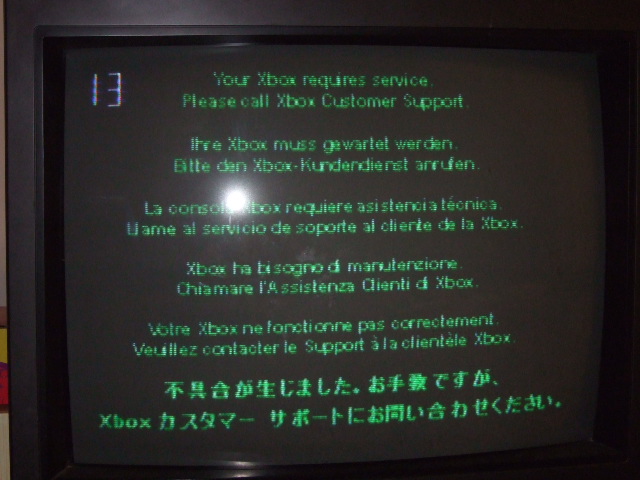 13
Your Xbox requires service.
Please call Xbox Customer Support.
Ihre Xbox muss gewartet werden.
Bitte den Xbox-Kundendienst anrufen.
La consola Xbox requiere asistencia técnica.
Llame al servicio de soporte al cliente de la Xbox.
Xbox ha bisogno di manutenzione.
Chiamare l'Assistenza Clienti di Xbox.
Votre Xbox ne fonctionne pas correctement.
Veuillez contacter le Support à la clientèle Xbox.
不具合が生じました。お手数ですが、
Xbox カスタマー サポートにお問い合わせください。